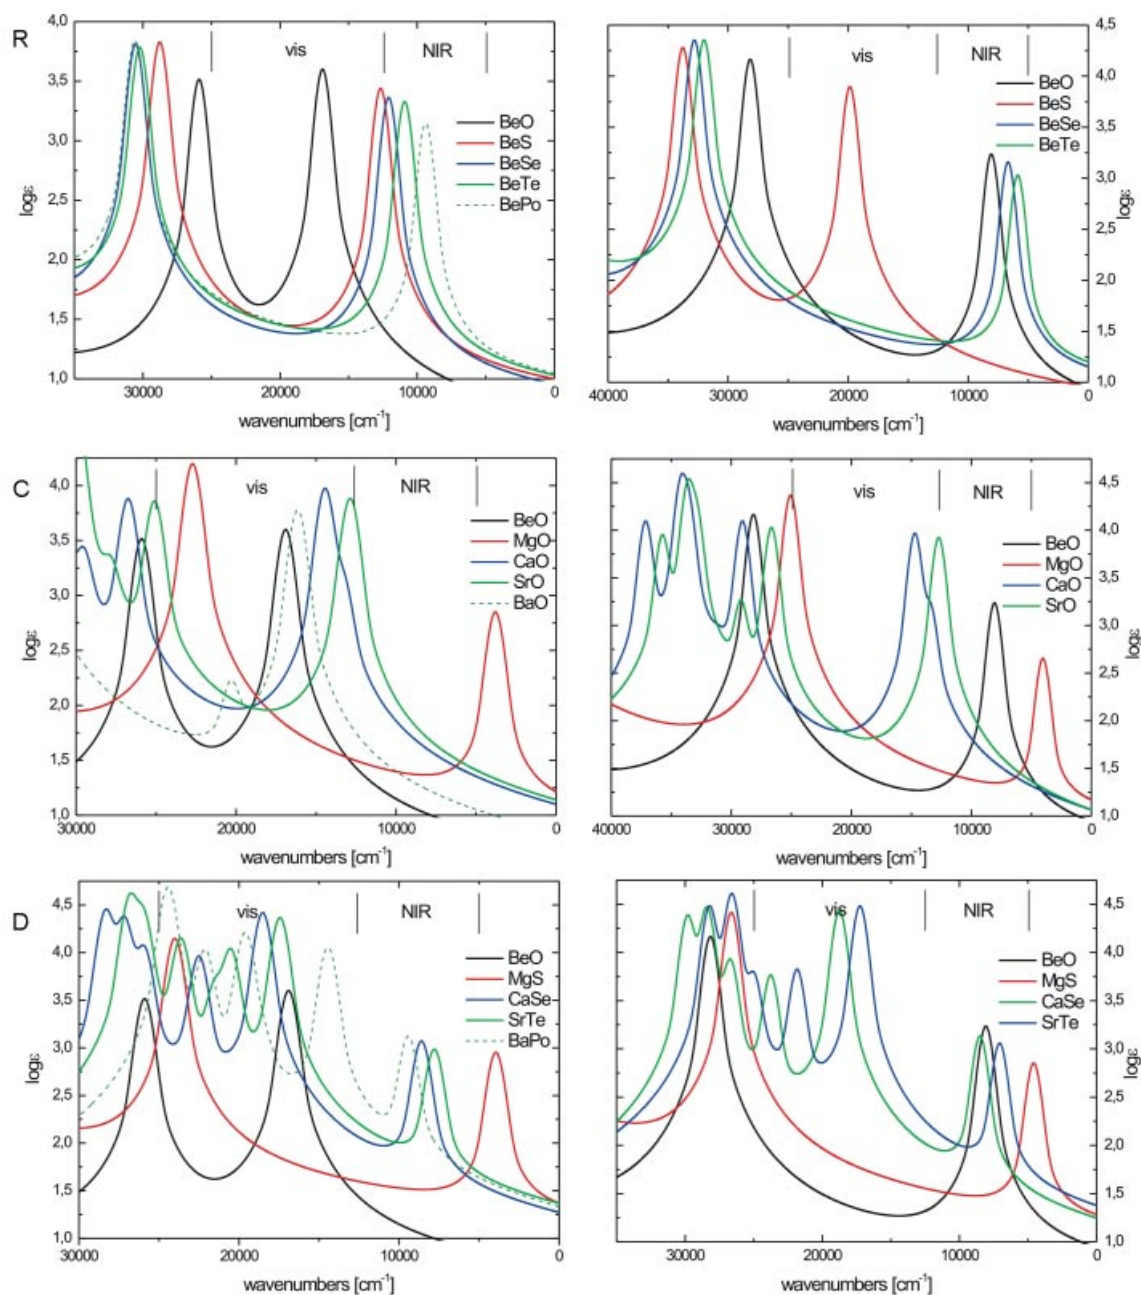 R
4,0
3,5
3,0
2,5
2,0
1,5
1,0
logε
vis
NIR
BeO
BeS
BeSe
BeTe
BePo
30000 20000 10000 0
wavenumbers [cm-1]
4,5
4,0
3,5
3,0
2,5
2,0
1,5
1,0
logε
vis
NIR
BeO
BeS
BeSe
BeTe
40000 30000 20000 10000 0
wavenumbers [cm-1]
C
4,0
3,5
3,0
2,5
2,0
1,5
1,0
logε
vis
NIR
BeO
MgO
CaO
SrO
BaO
30000 20000 10000 0
wavenumbers [cm-1]
4,5
4,0
3,5
3,0
2,5
2,0
1,5
1,0
logε
vis
NIR
BeO
MgO
CaO
SrO
40000 30000 20000 10000 0
wavenumbers [cm-1]
D
4,5
4,0
3,5
3,0
2,5
2,0
1,5
1,0
logε
vis
NIR
BeO
MgS
CaSe
SrTe
BaPo
30000 20000 10000 0
wavenumbers [cm-1]
4,5
4,0
3,5
3,0
2,5
2,0
1,5
1,0
logε
vis
NIR
BeO
MgS
CaSe
SrTe
30000 20000 10000 0
wavenumbers [cm-1]